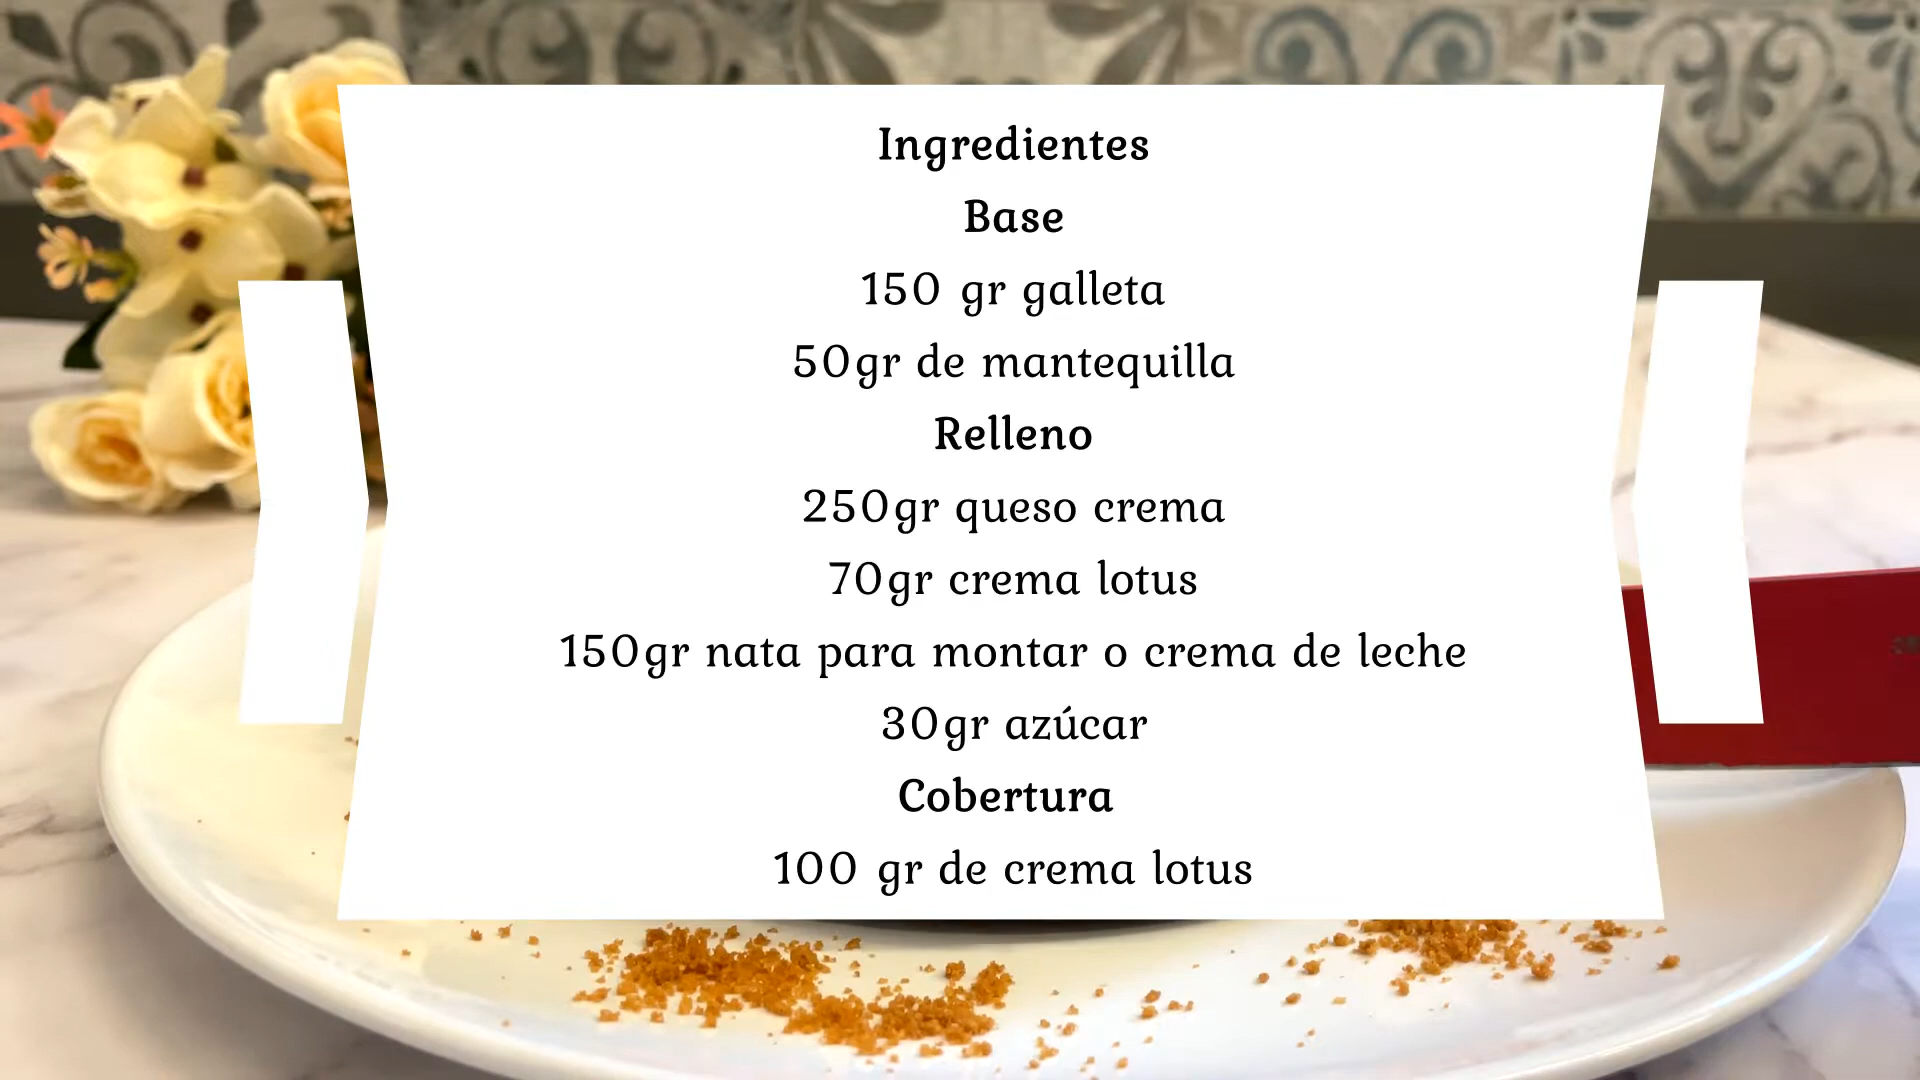 Ingredientes
Base
150 gr galleta
50gr de mantequilla
Relleno
250gr queso crema
70gr crema lotus
150gr nata para montar o crema de leche
30gr azúcar
Cobertura
100 gr de crema lotus